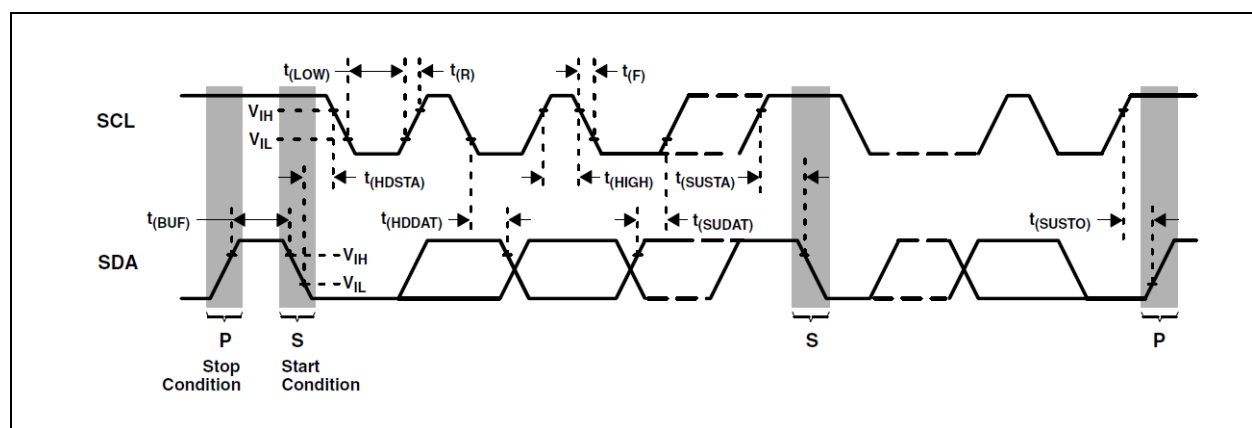 t(LOW)
t(R)
t(F)
SCL
VIH
VIL
t(HDSTA)
t(HIGH)
t(SUSTA)
t(BUF)
t(HDDAT)
t(SUDAT)
t(SUSTO)
SDA
VIH
VIL
P
S
S
P
Stop
Condition
Start
Condition